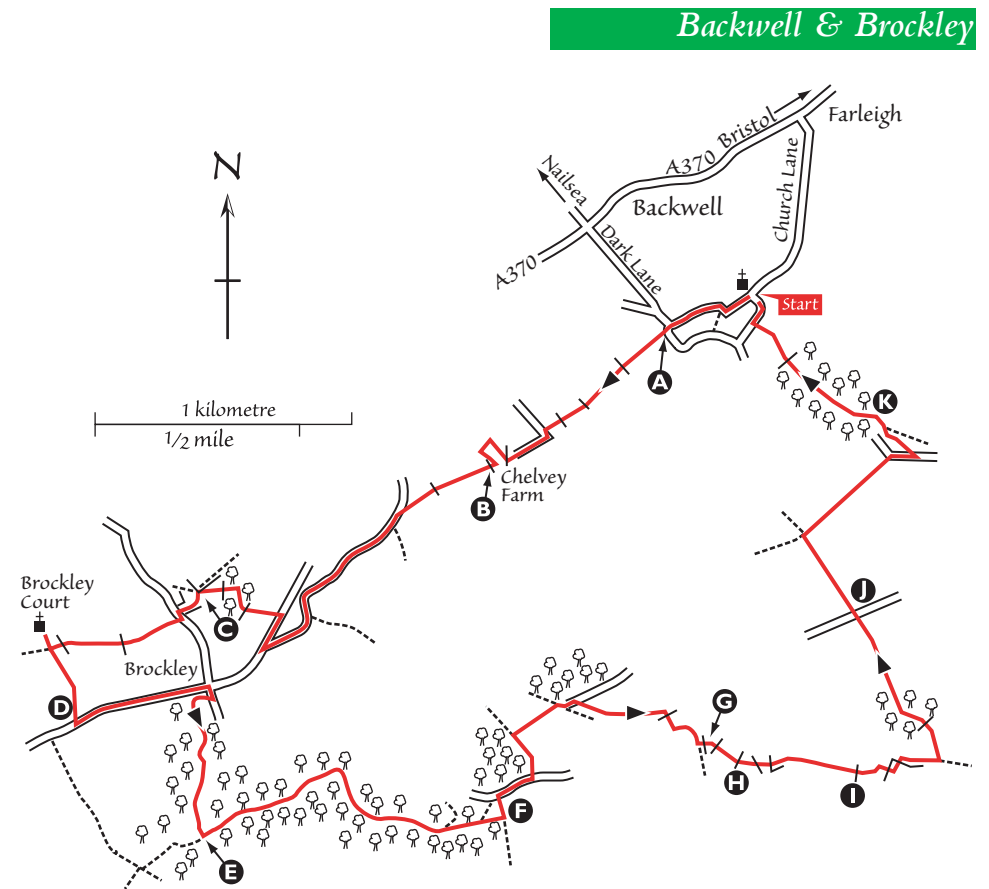 Backwell & Brockley
N
1 kilometre
1/2 mile
Farleigh
Bristol
A370
Nailsea
Backwell
Church Lane
A370
Dark Lane
Start
A
K
Chelvey
Farm
B
Brockley
Court
C
Brockley
D
J
G
H
F
I
E